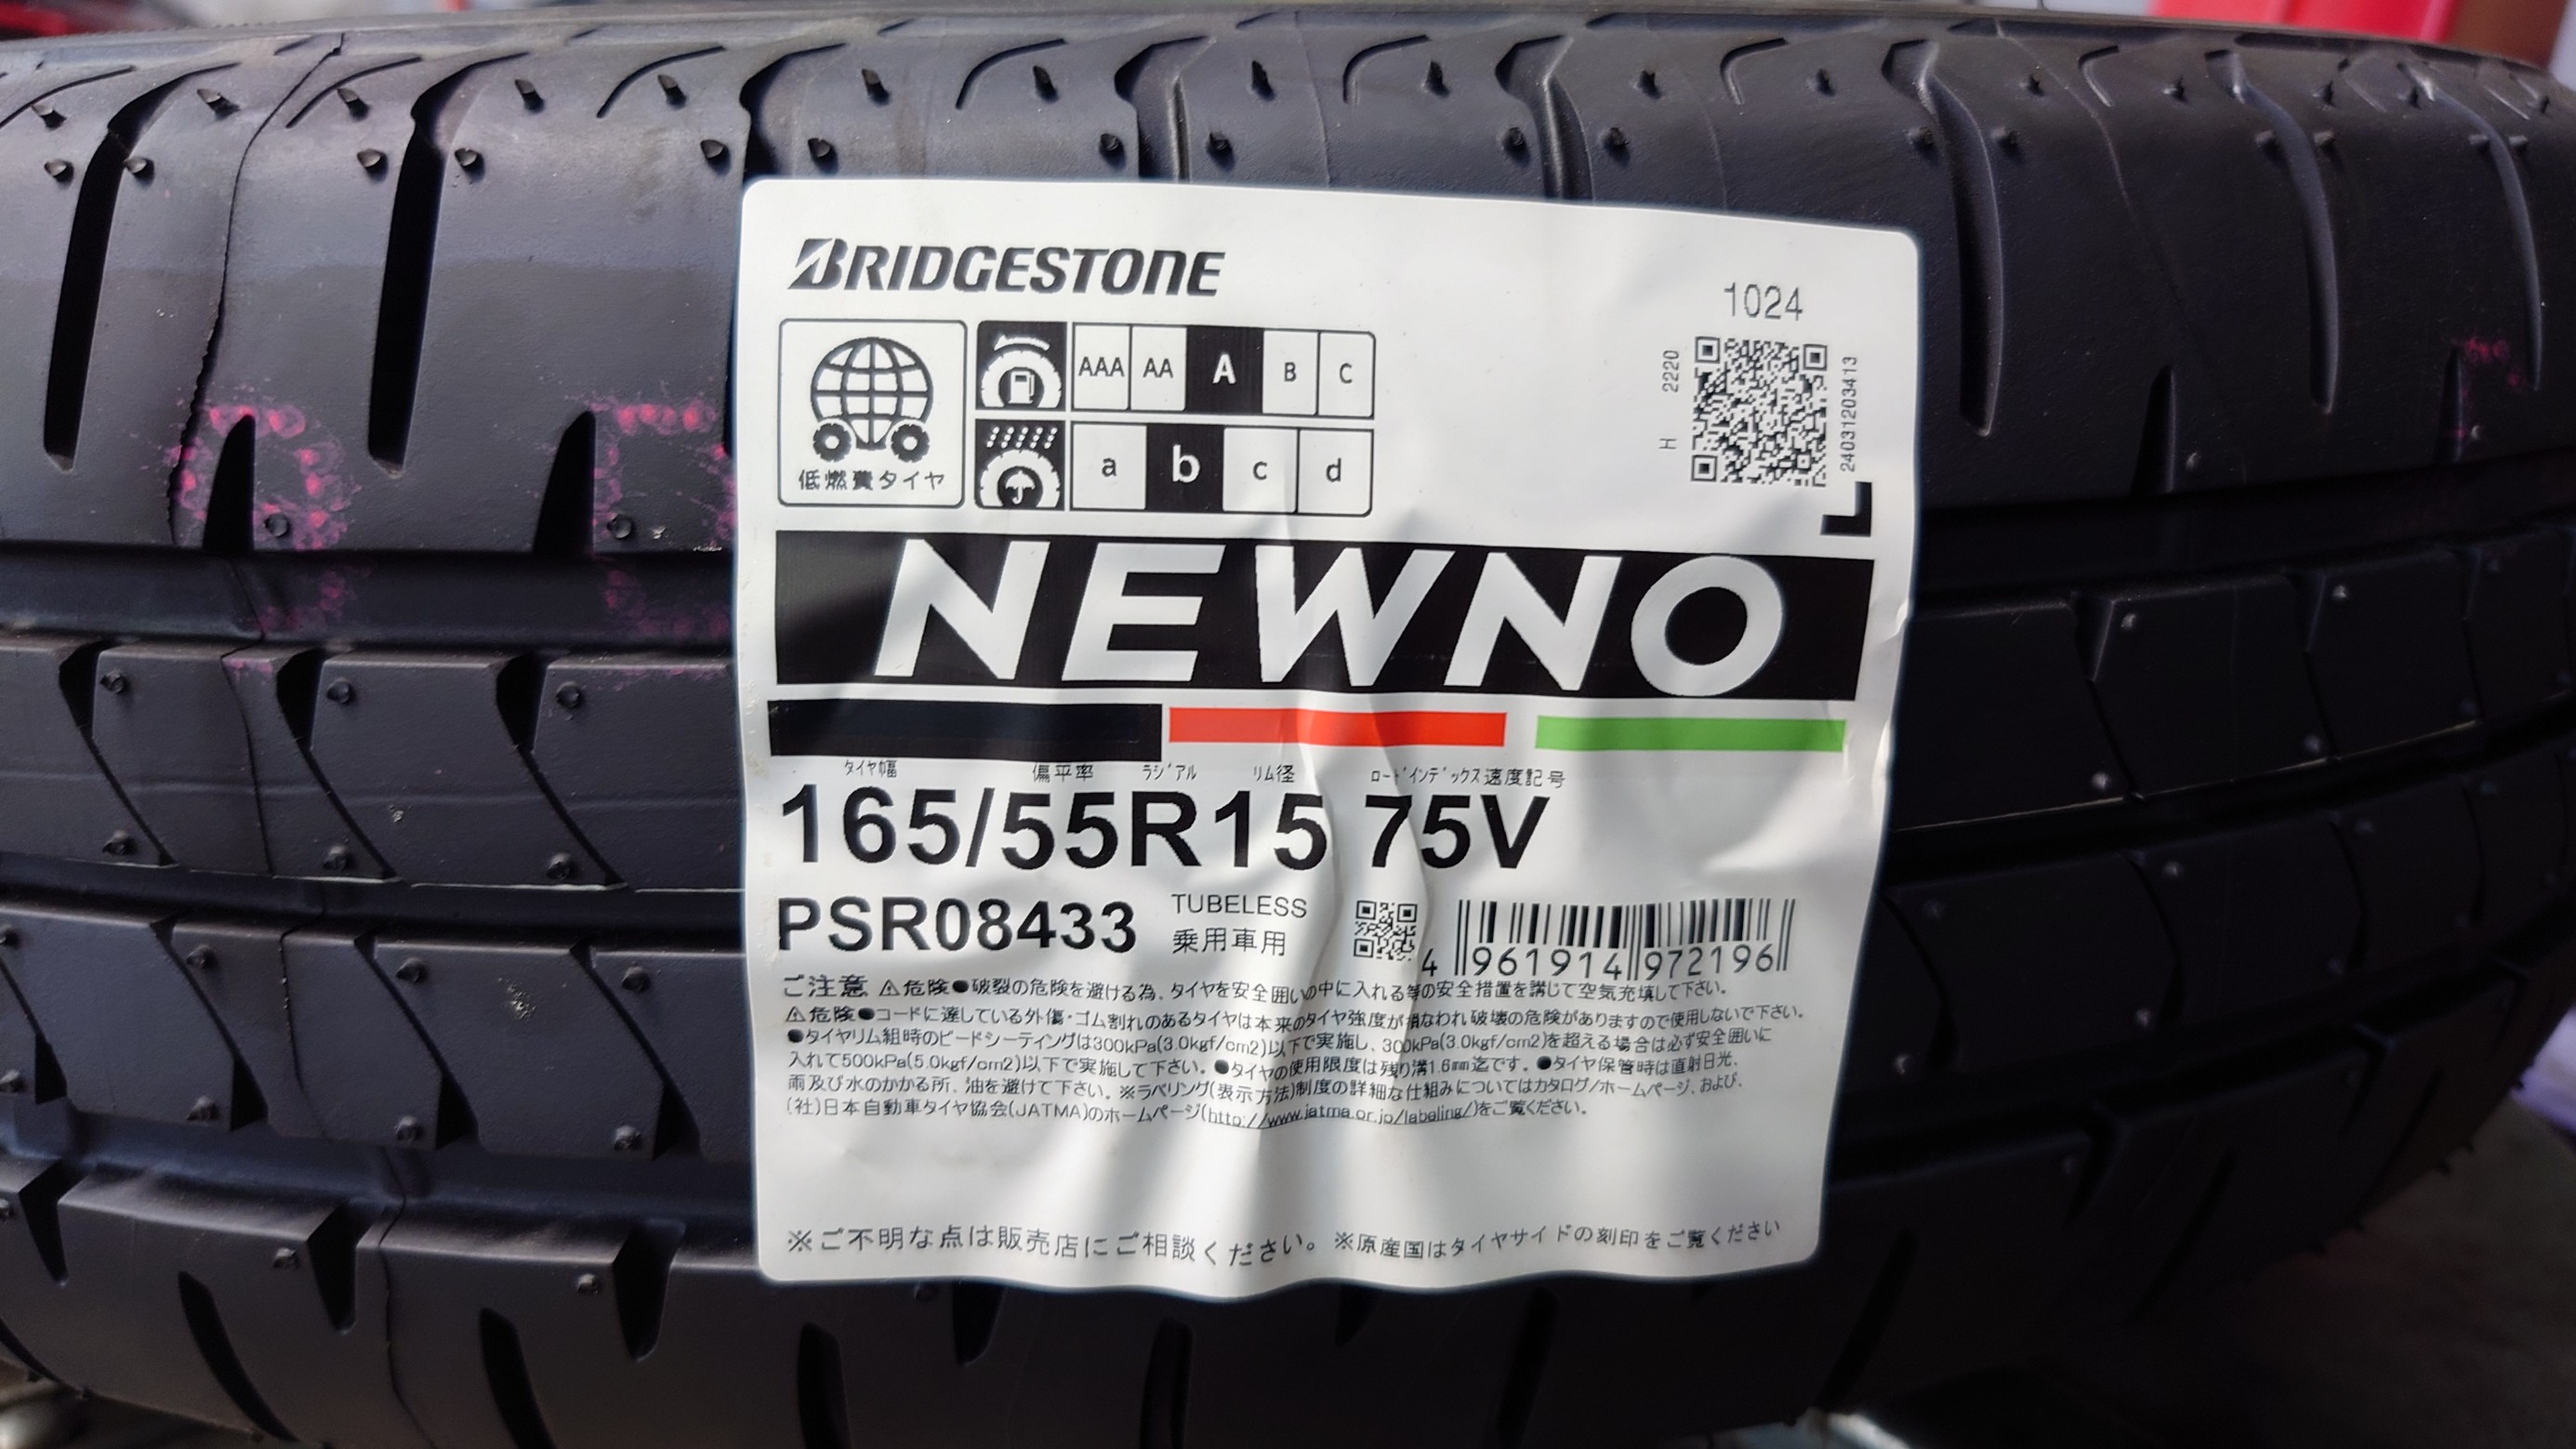 BRIDGESTONE
1024
低燃費タイヤ
AAA AA A B C
a b c d
H 2220
24031203413
L
NEWNO
タイヤ幅 偏平率 ラジアル リム径 ロードインデックス速度記号
165/55R15 75V
PSR08433
TUBELESS
乗用車用
4 961914 972196
ご注意 ⚠危険●破裂の危険を避ける為、タイヤを安全囲いの中に入れる等の安全措置を講じて空気充填して下さい。
⚠危険●コードに達している外傷・ゴム割れのあるタイヤは本来のタイヤ強度が損なわれ破壊の危険がありますので使用しないで下さい。
●タイヤリム組時のビードシーティングは300kPa(3.0kgf/cm2)以下で実施し、300kPa(3.0kgf/cm2)を超える場合は必ず安全囲いに
入れて500kPa(5.0kgf/cm2)以下で実施して下さい。●タイヤの使用限度は残り溝1.6mm迄です。●タイヤ保管時は直射日光、
雨及び水のかかる所、油を避けて下さい。※ラベリング(表示方法)制度の詳細な仕組みについてはカタログ/ホームページ、および、
(社)日本自動車タイヤ協会(JATMA)のホームページ(http://www.jatma.or.jp/labeling/)をご覧ください。
※ご不明な点は販売店にご相談ください。※原産国はタイヤサイドの刻印をご覧ください